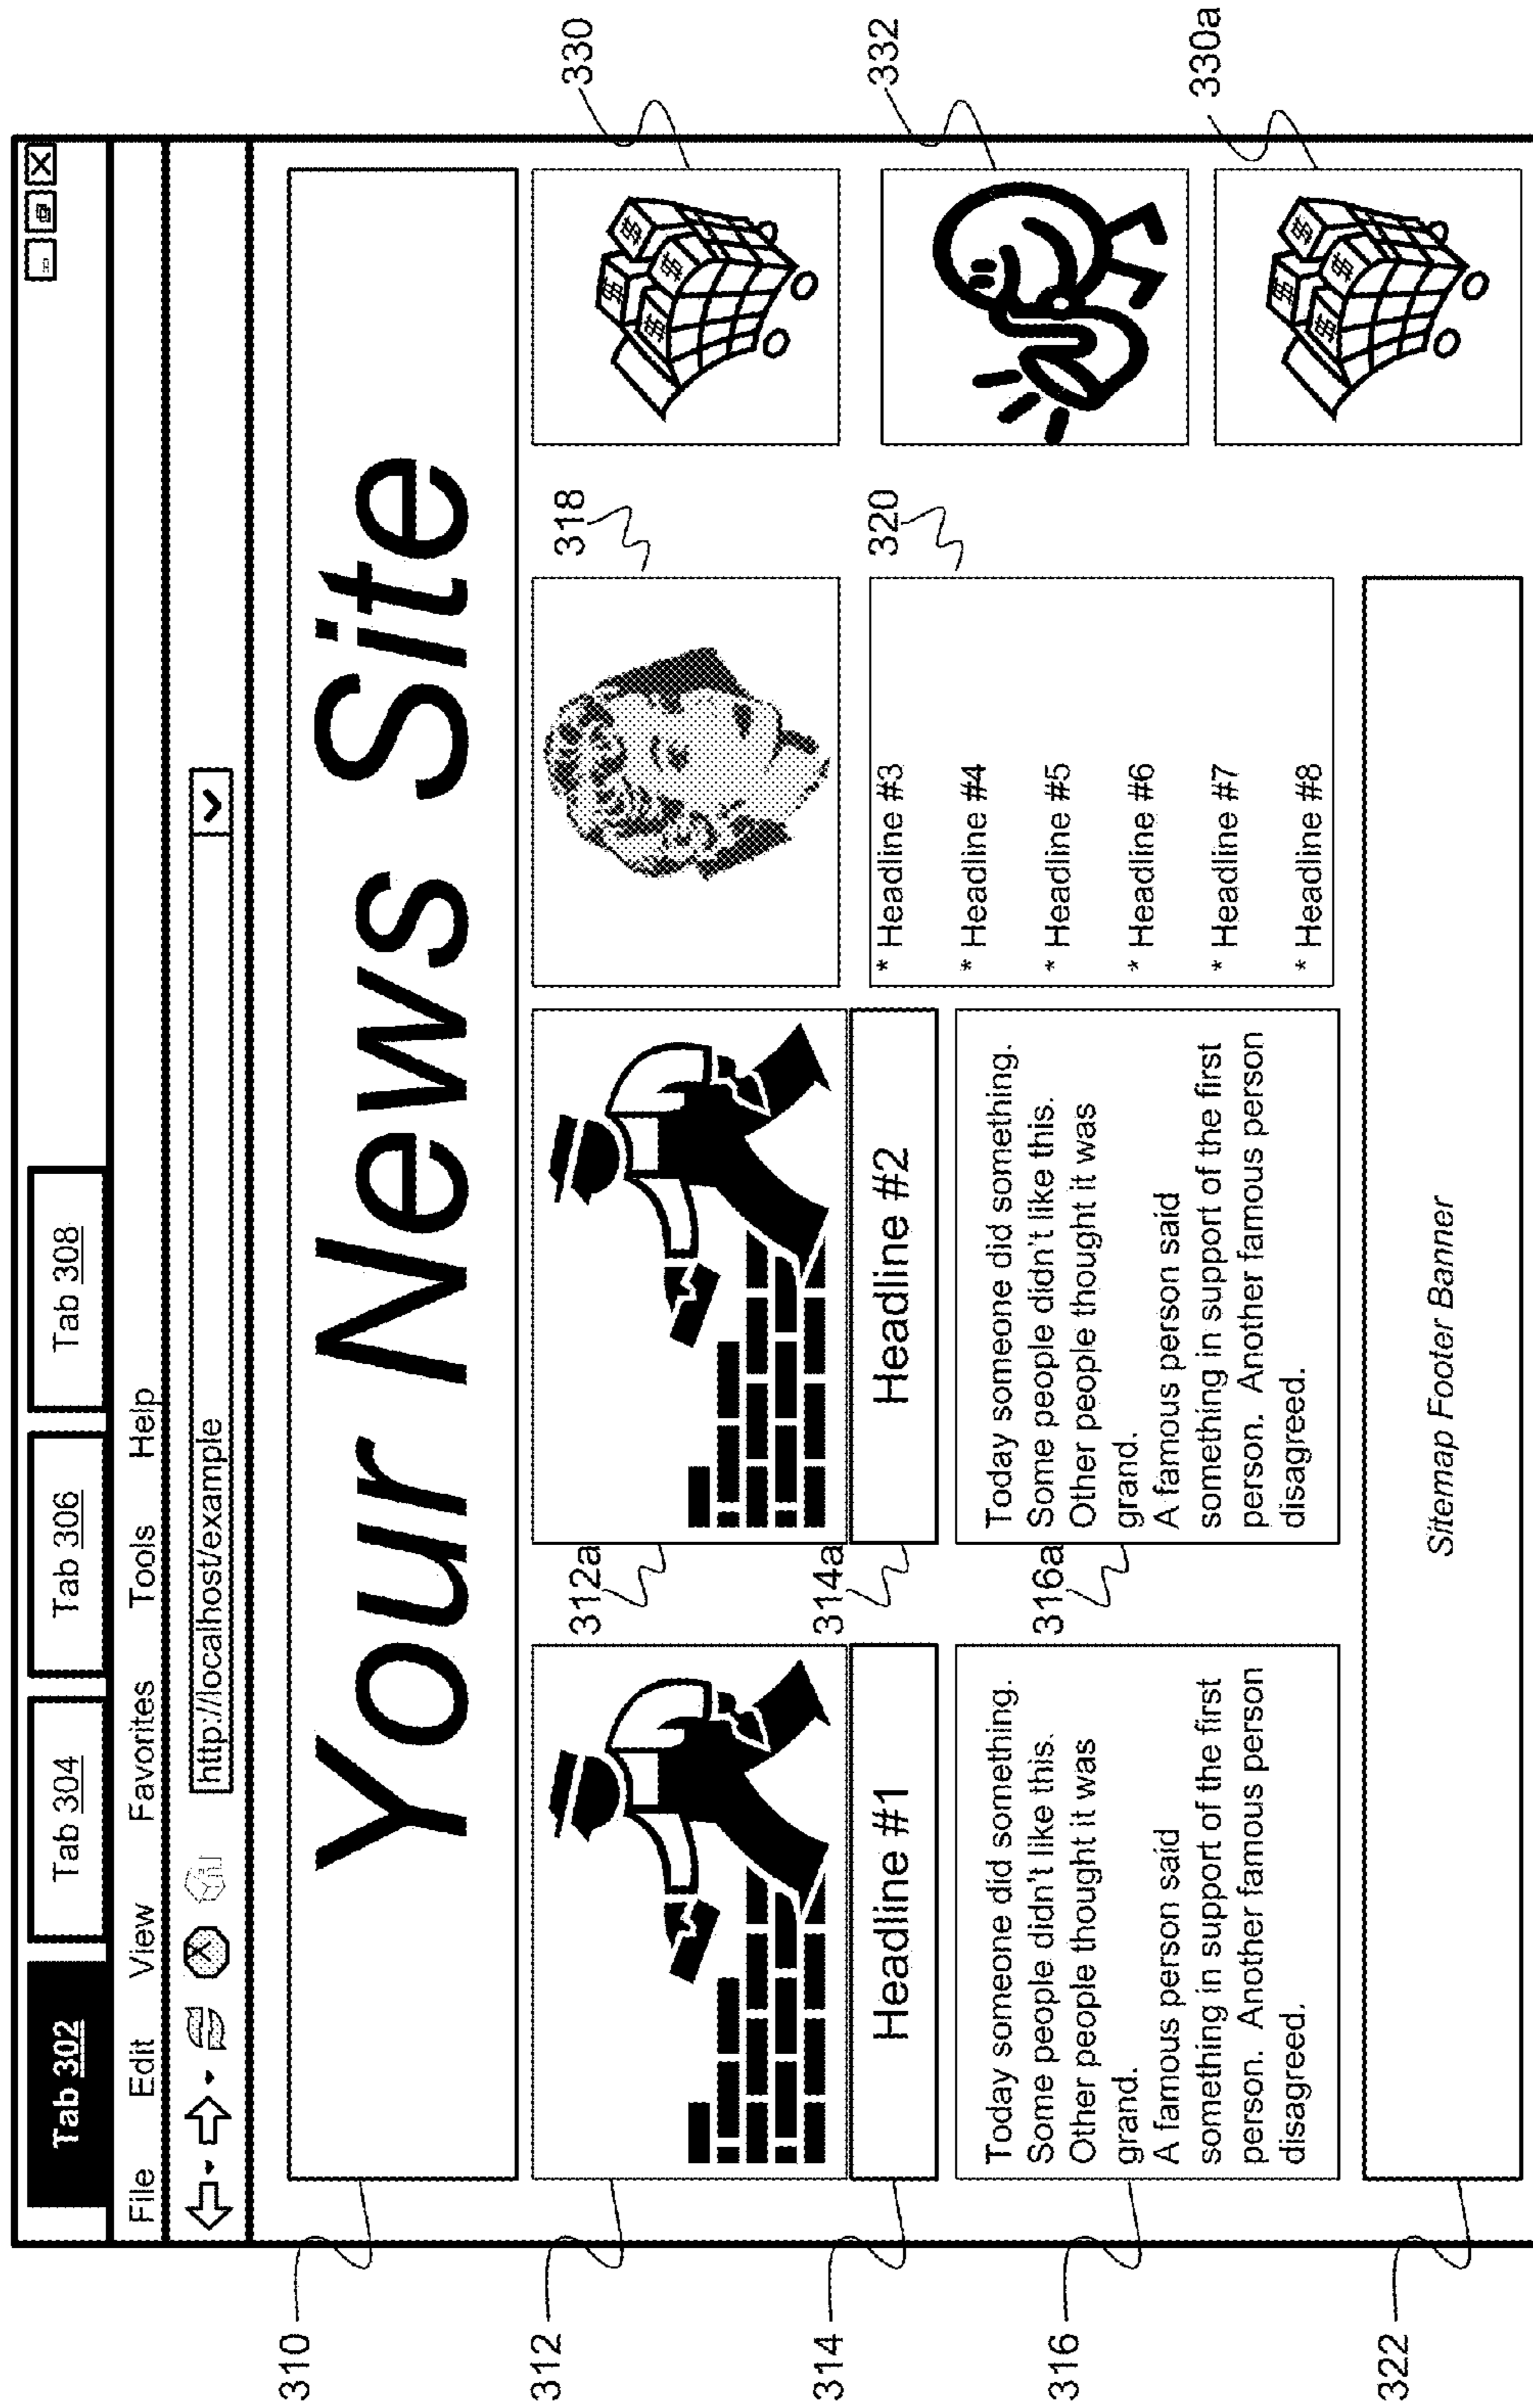 Tab 302
Tab 304
Tab 306
Tab 308
X
File Edit View Favorites Tools Help
X
http://localhost/example
310
Your News Site
312
312a
318
330
$ $ $ $
314
Headline #1
314a
Headline #2
316
Today someone did something.
Some people didn't like this.
Other people thought it was
grand.
A famous person said
something in support of the first
person. Another famous person
disagreed.
316a
Today someone did something.
Some people didn't like this.
Other people thought it was
grand.
A famous person said
something in support of the first
person. Another famous person
disagreed.
320
* Headline #3
* Headline #4
* Headline #5
* Headline #6
* Headline #7
* Headline #8
332
330a
$ $ $ $
322
Sitemap Footer Banner